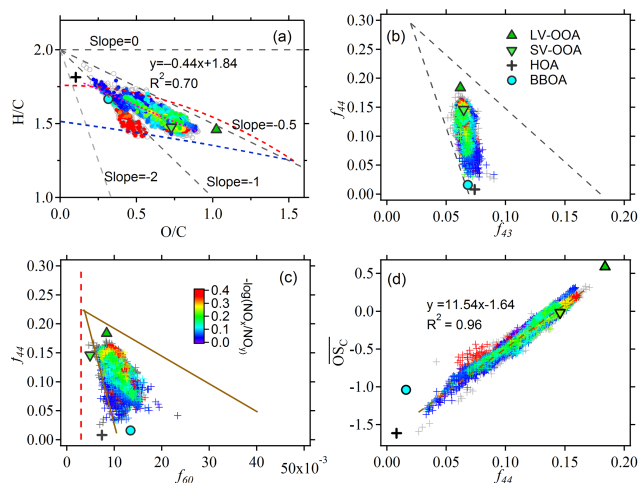 (a)
Slope=0
y=−0.44x+1.84
R²=0.70
Slope=-0.5
Slope=-1
Slope=-2
2.0
1.5
1.0
H/C
0.0
0.5
1.0
1.5
O/C
(b)
LV-OOA
SV-OOA
HOA
BBOA
0.30
0.25
0.20
0.15
0.10
0.05
0.00
f44
0.00
0.05
0.10
0.15
0.20
f43
(c)
0.4
0.3
0.2
0.1
0.0
-log(NOx/NOy)
0.30
0.25
0.20
0.15
0.10
0.05
0.00
f44
0
10
20
30
40
50x10⁻³
f60
(d)
y =11.54x-1.64
R² = 0.96
0.5
0.0
-0.5
-1.0
-1.5
OSC
0.00
0.05
0.10
0.15
0.20
f44